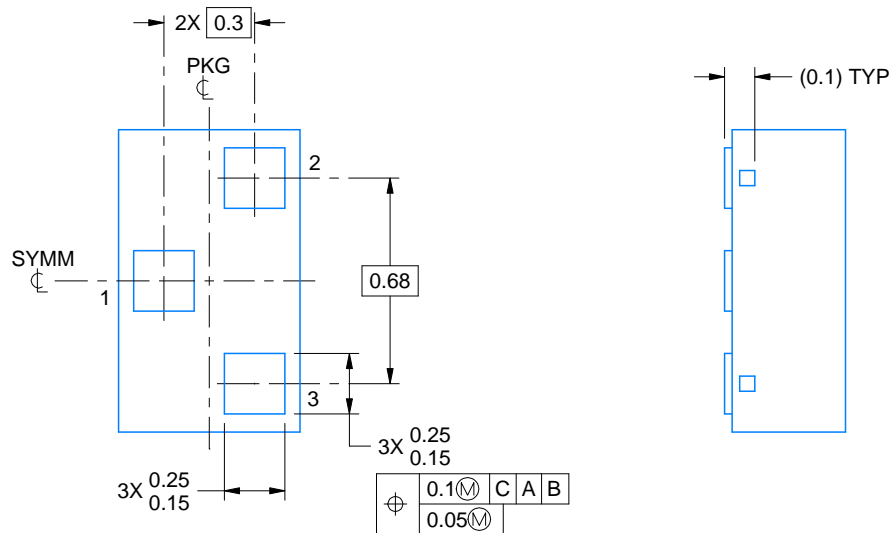 2X 0.3
PKG
℄
(0.1) TYP
2
SYMM
℄
1
0.68
3
3X 0.25
0.15
3X 0.25
0.15
⌖ 0.1Ⓜ C A B
0.05Ⓜ